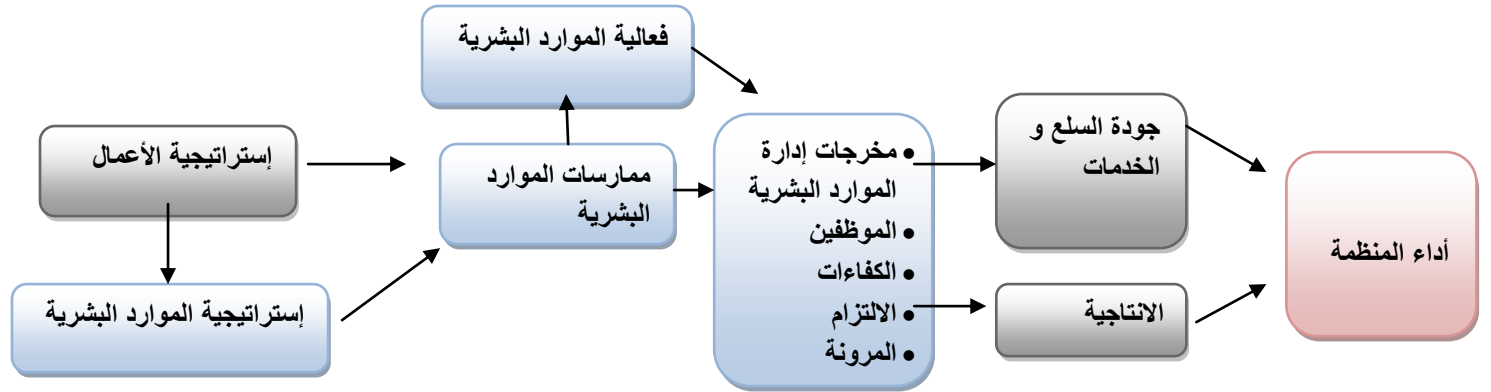 فعالية الموارد البشرية
إستراتيجية الأعمال
ممارسات الموارد
البشرية
إستراتيجية الموارد البشرية
• مخرجات إدارة
الموارد البشرية
• الموظفين
• الكفاءات
• الالتزام
• المرونة
جودة السلع و
الخدمات
الانتاجية
أداء المنظمة